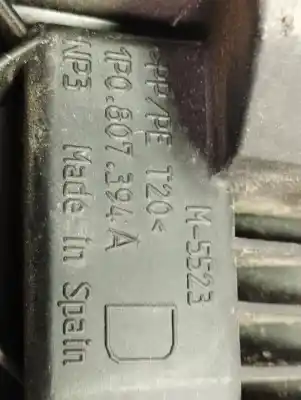 M-5523
>PP/PE T20<
1P0.807.394/A
NP3 Made in Spain